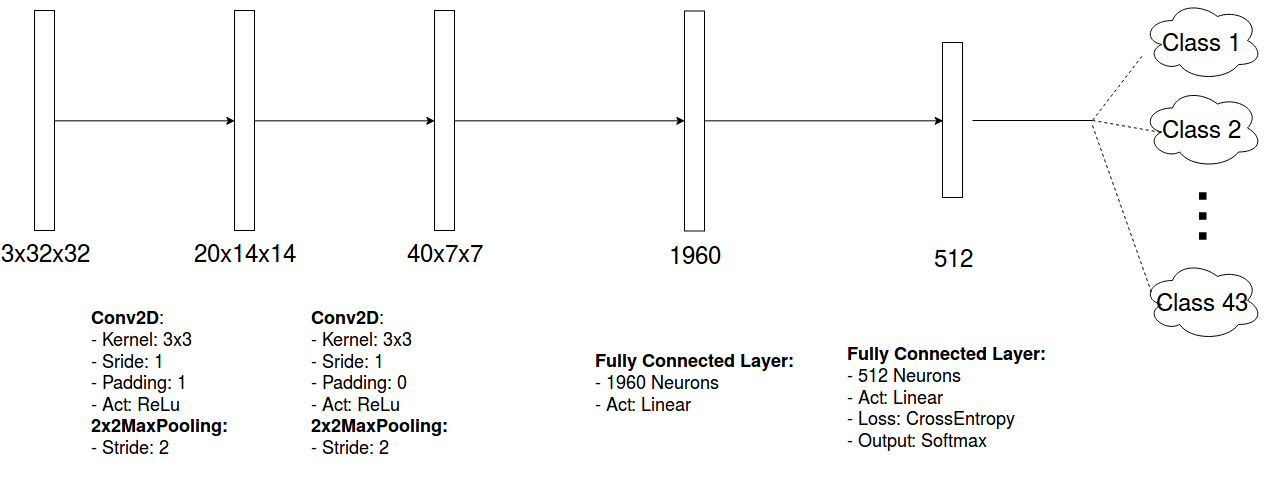 Class 1
Class 2
Class 43
3x32x32
20x14x14
40x7x7
1960
512
Conv2D:
- Kernel: 3x3
- Sride: 1
- Padding: 1
- Act: ReLu
2x2MaxPooling:
- Stride: 2
Conv2D:
- Kernel: 3x3
- Sride: 1
- Padding: 0
- Act: ReLu
2x2MaxPooling:
- Stride: 2
Fully Connected Layer:
- 1960 Neurons
- Act: Linear
Fully Connected Layer:
- 512 Neurons
- Act: Linear
- Loss: CrossEntropy
- Output: Softmax